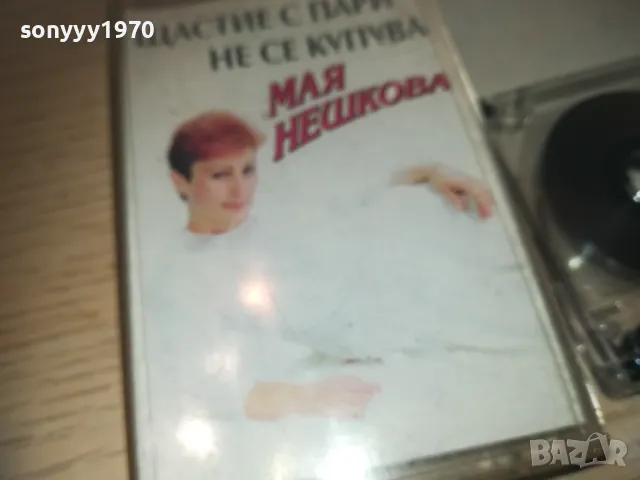 sonyyy1970
ЩАСТИЕ С ПАРИ
НЕ СЕ КУПУВА
МАЯ
НЕШКОВА
BAZAR